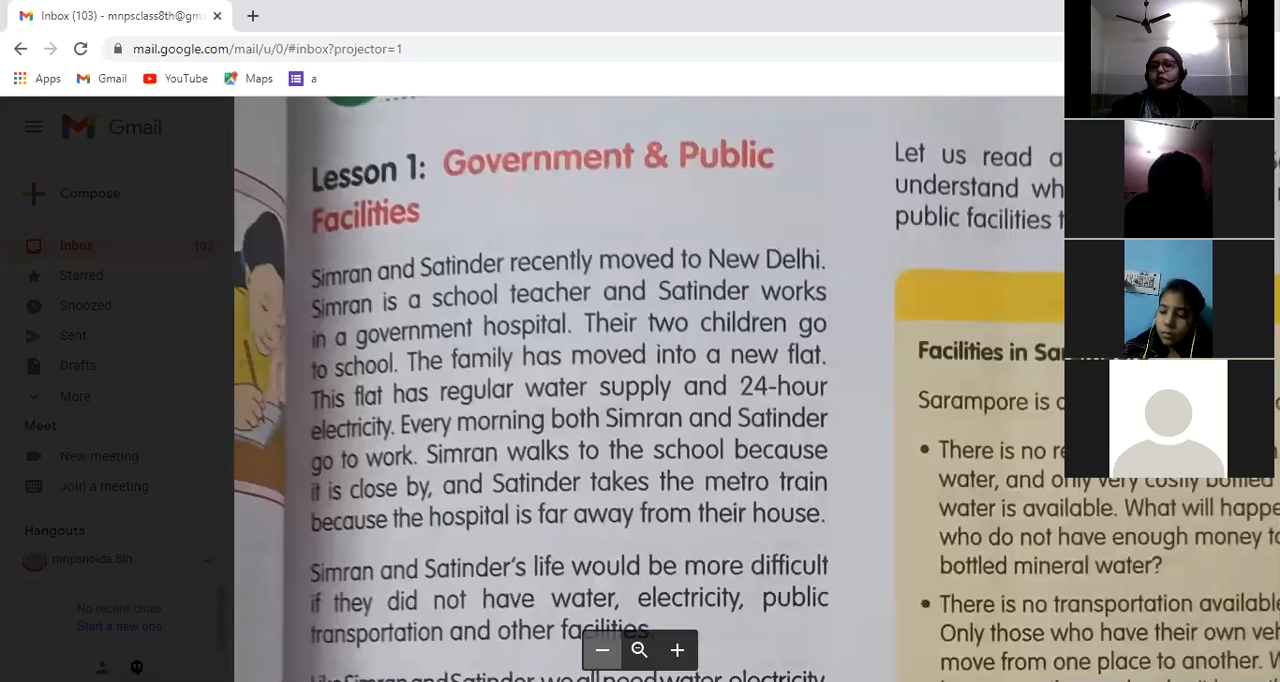 Inbox (103) - mnpsclass8th@gm
mail.google.com/mail/u/0/#inbox?projector=1
Apps
Gmail
YouTube
Maps
a
Gmail
Compose
Inbox 103
Starred
Snoozed
Sent
Drafts
More
Meet
New meeting
Join a meeting
Hangouts
mnpsnoida 8th
No recent chats
Start a new one
Lesson 1: Government & Public
Facilities
Simran and Satinder recently moved to New Delhi.
Simran is a school teacher and Satinder works
in a government hospital. Their two children go
to school. The family has moved into a new flat.
This flat has regular water supply and 24-hour
electricity. Every morning both Simran and Satinder
go to work. Simran walks to the school because
it is close by, and Satinder takes the metro train
because the hospital is far away from their house.
Simran and Satinder's life would be more difficult
if they did not have water, electricity, public
transportation and other facilities.
Like Simran and Satinder, we all need water, electricity,
Let us read a
understand wh
public facilities
Facilities in
Sarampore is
• There is no
water, and only very costly bottled
water is available. What will happe
who do not have enough money to
bottled mineral water?
• There is no transportation available
Only those who have their own veh
move from one place to another. W